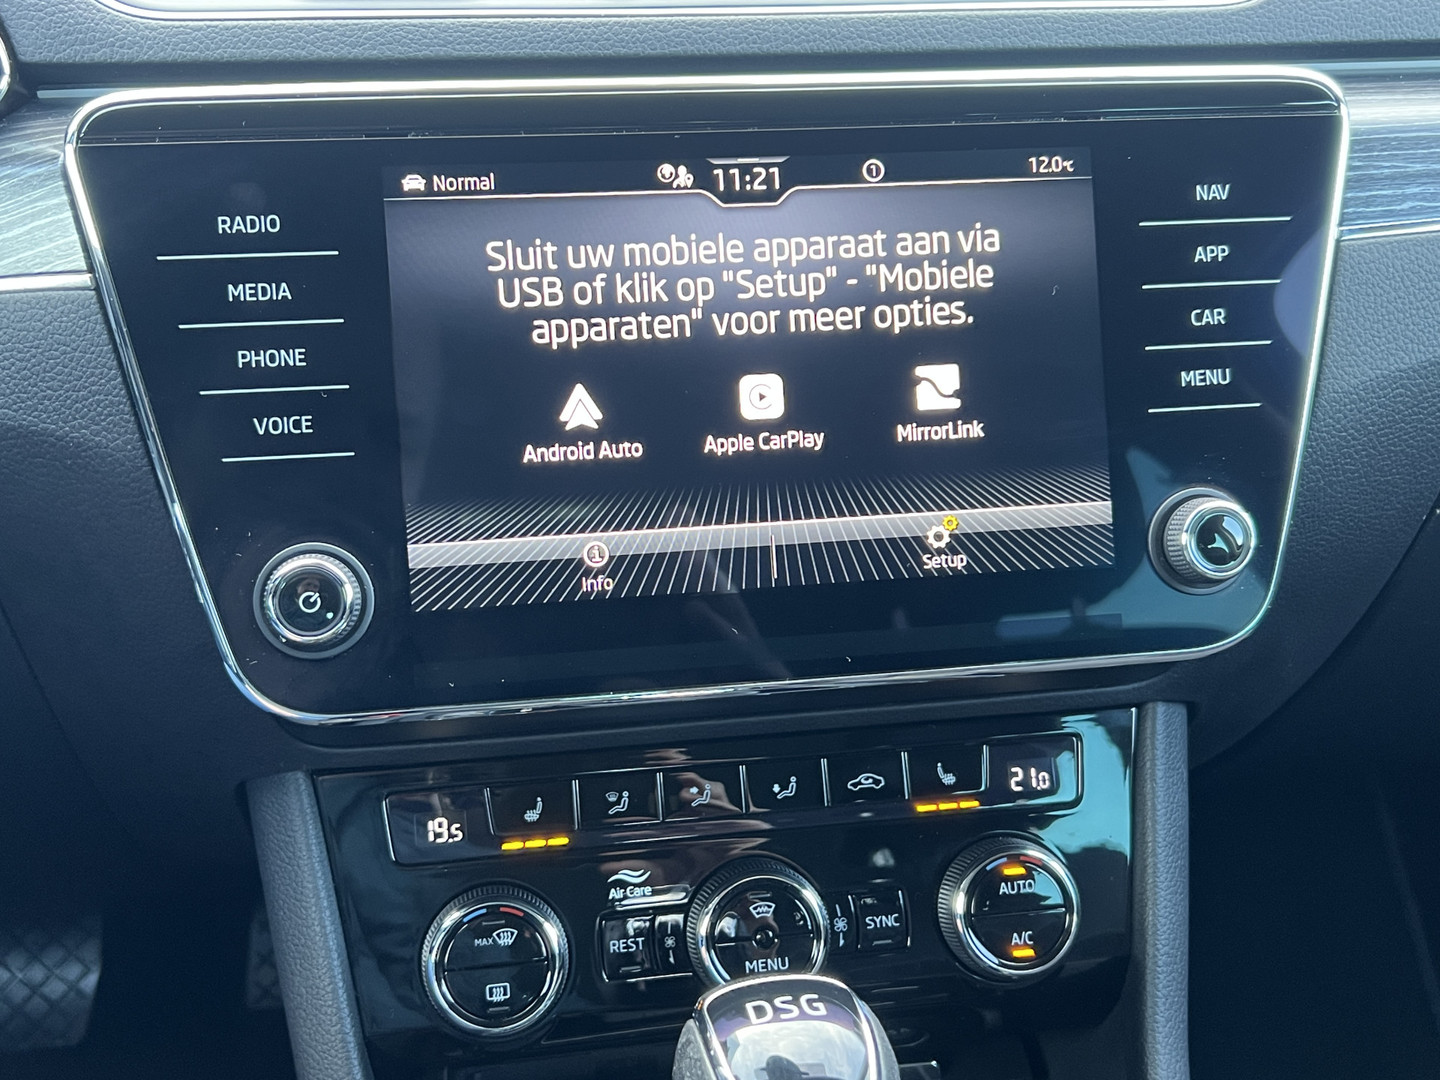 Normal
11:21
1
12.0°C
RADIO
MEDIA
PHONE
VOICE
Sluit uw mobiele apparaat aan via
USB of klik op "Setup" - "Mobiele
apparaten" voor meer opties.
Android Auto
Apple CarPlay
MirrorLink
Info
Setup
NAV
APP
CAR
MENU
19.5
21.0
Air Care
MAX
REST
MENU
SYNC
AUTO
A/C
DSG